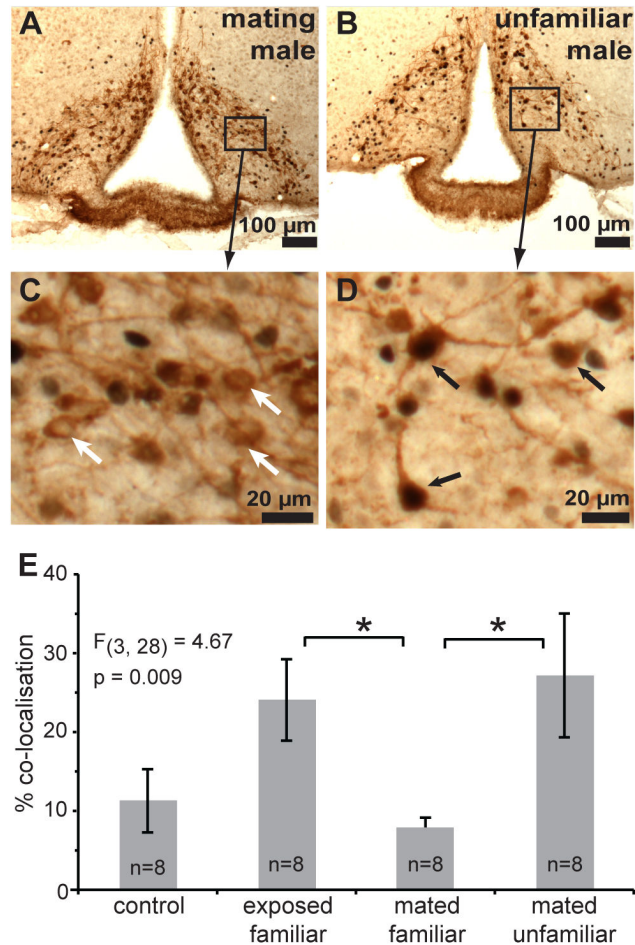 A
mating
male
100 µm
B
unfamiliar
male
100 µm
C
20 µm
D
20 µm
E
40
30
20
10
0
% co-localisation
F(3, 28) = 4.67
p = 0.009
*
*
n=8
n=8
n=8
n=8
control
exposed
familiar
mated
familiar
mated
unfamiliar